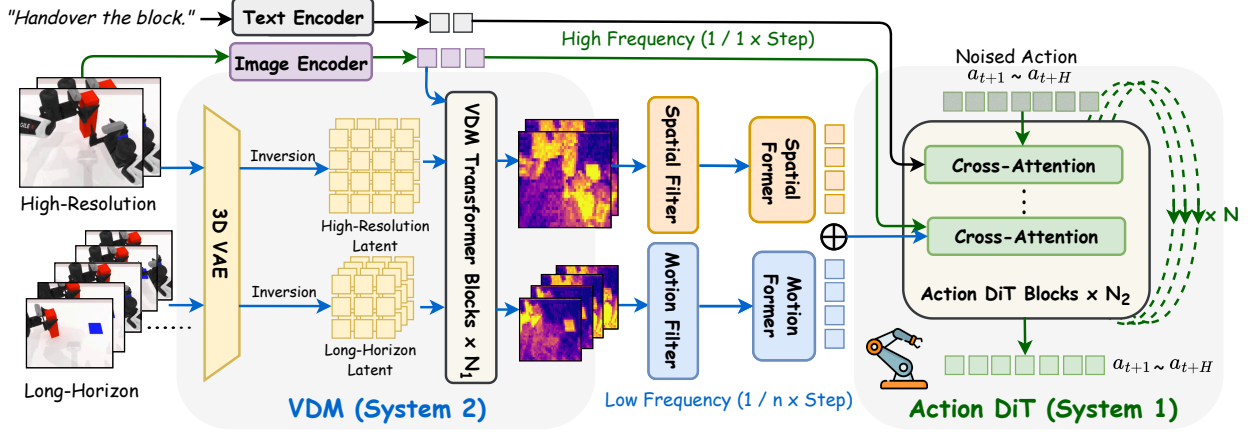 "Handover the block."
Text Encoder
Image Encoder
High Frequency (1 / 1 x Step)
High-Resolution
Long-Horizon
3D VAE
Inversion
Inversion
High-Resolution
Latent
Long-Horizon
Latent
VDM Transformer Blocks x N1
VDM (System 2)
Spatial Filter
Spatial
Former
Motion Filter
Motion
Former
Low Frequency (1 / n x Step)
Noised Action
a_{t+1} ~ a_{t+H}
Cross-Attention
Cross-Attention
Action DiT Blocks x N2
x N
a_{t+1} ~ a_{t+H}
Action DiT (System 1)